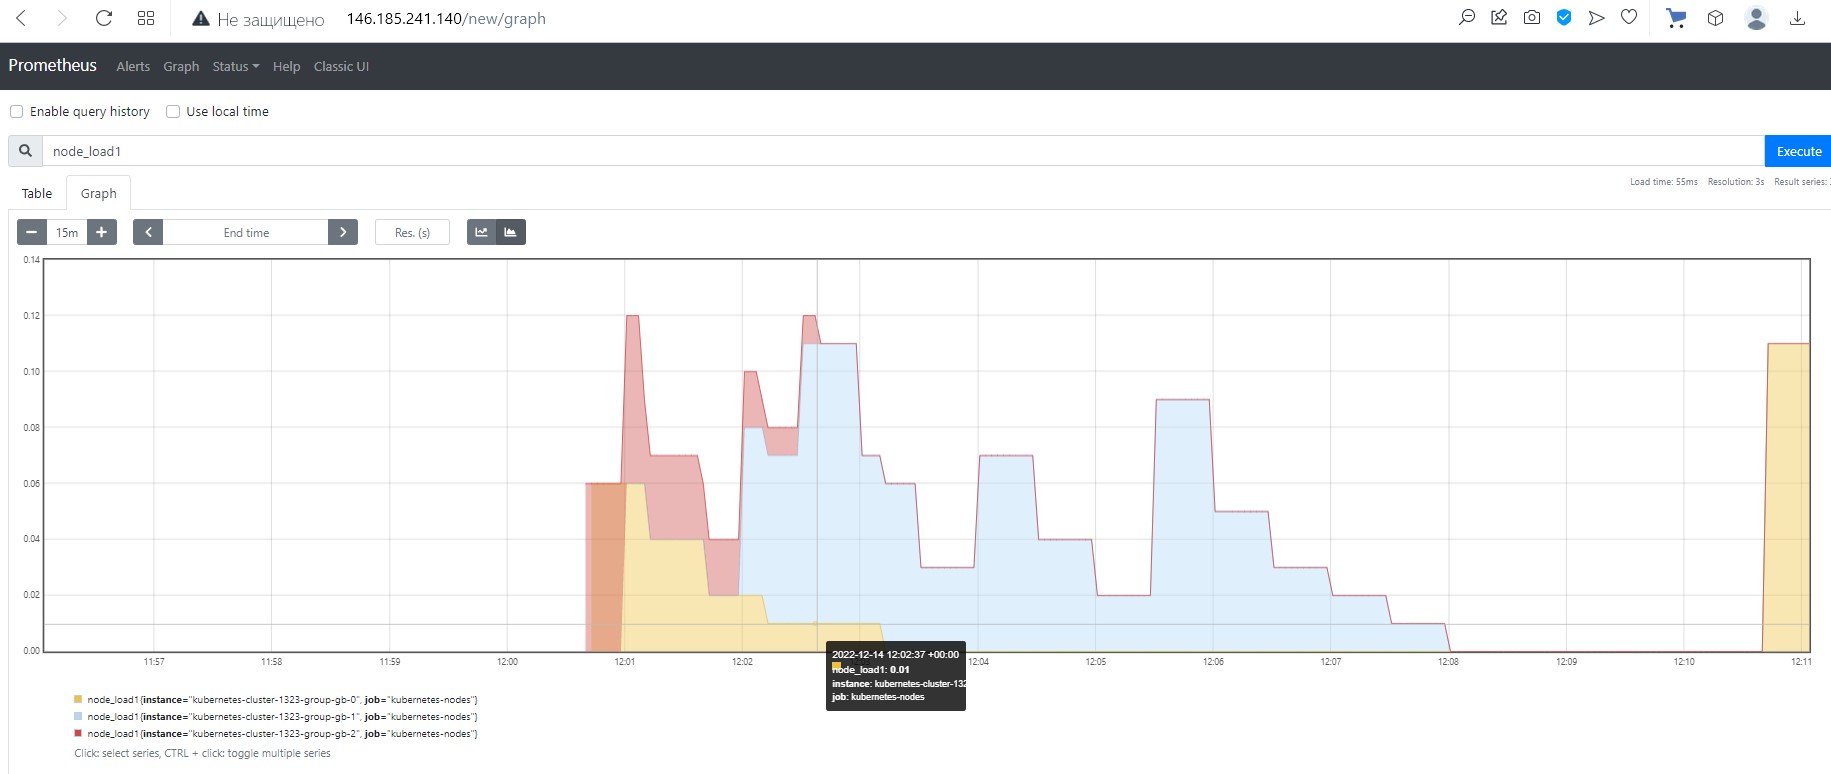 Не защищено 146.185.241.140/new/graph
Prometheus Alerts Graph Status Help Classic UI
Enable query history Use local time
node_load1 Execute
Load time: 55ms Resolution: 3s Result series:
Table Graph
15m End time Res. (s)
0.14
0.12
0.10
0.08
0.06
0.04
0.02
0.00
11:57 11:58 11:59 12:00 12:01 12:02 12:04 12:05 12:06 12:07 12:08 12:09 12:10 12:11
2022-12-14 12:02:37 +00:00
node_load1: 0.01
instance: kubernetes-cluster-132
job: kubernetes-nodes
node_load1{instance="kubernetes-cluster-1323-group-gb-0", job="kubernetes-nodes"}
node_load1{instance="kubernetes-cluster-1323-group-gb-1", job="kubernetes-nodes"}
node_load1{instance="kubernetes-cluster-1323-group-gb-2", job="kubernetes-nodes"}
Click: select series, CTRL + click: toggle multiple series